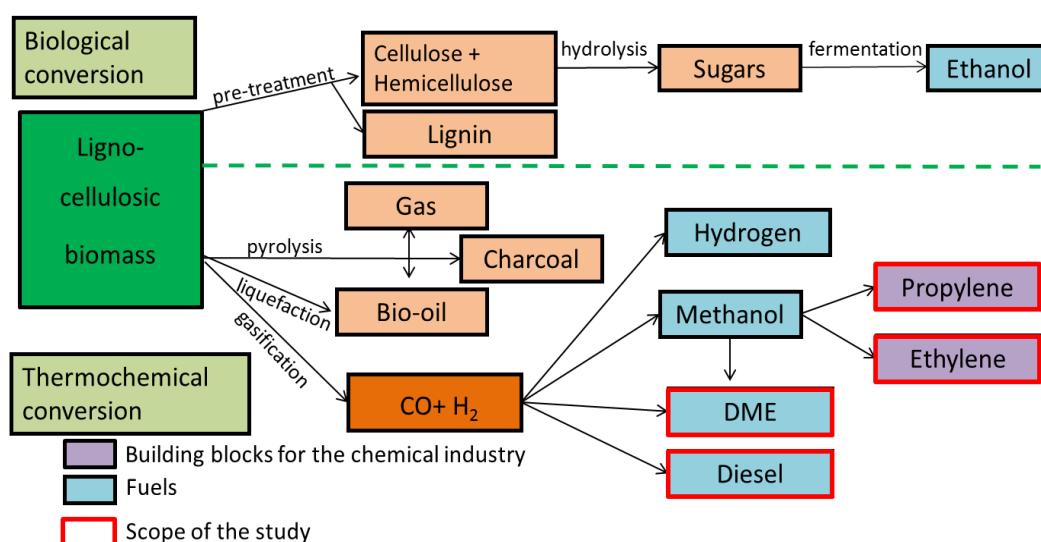 Biological
conversion
pre-treatment
Cellulose +
Hemicellulose
hydrolysis
Sugars
fermentation
Ethanol
Lignin
Ligno-
cellulosic
biomass
Gas
pyrolysis
Charcoal
liquefaction
Bio-oil
gasification
Hydrogen
Methanol
Propylene
Ethylene
Thermochemical
conversion
CO+ H₂
DME
Diesel
Building blocks for the chemical industry
Fuels
Scope of the study